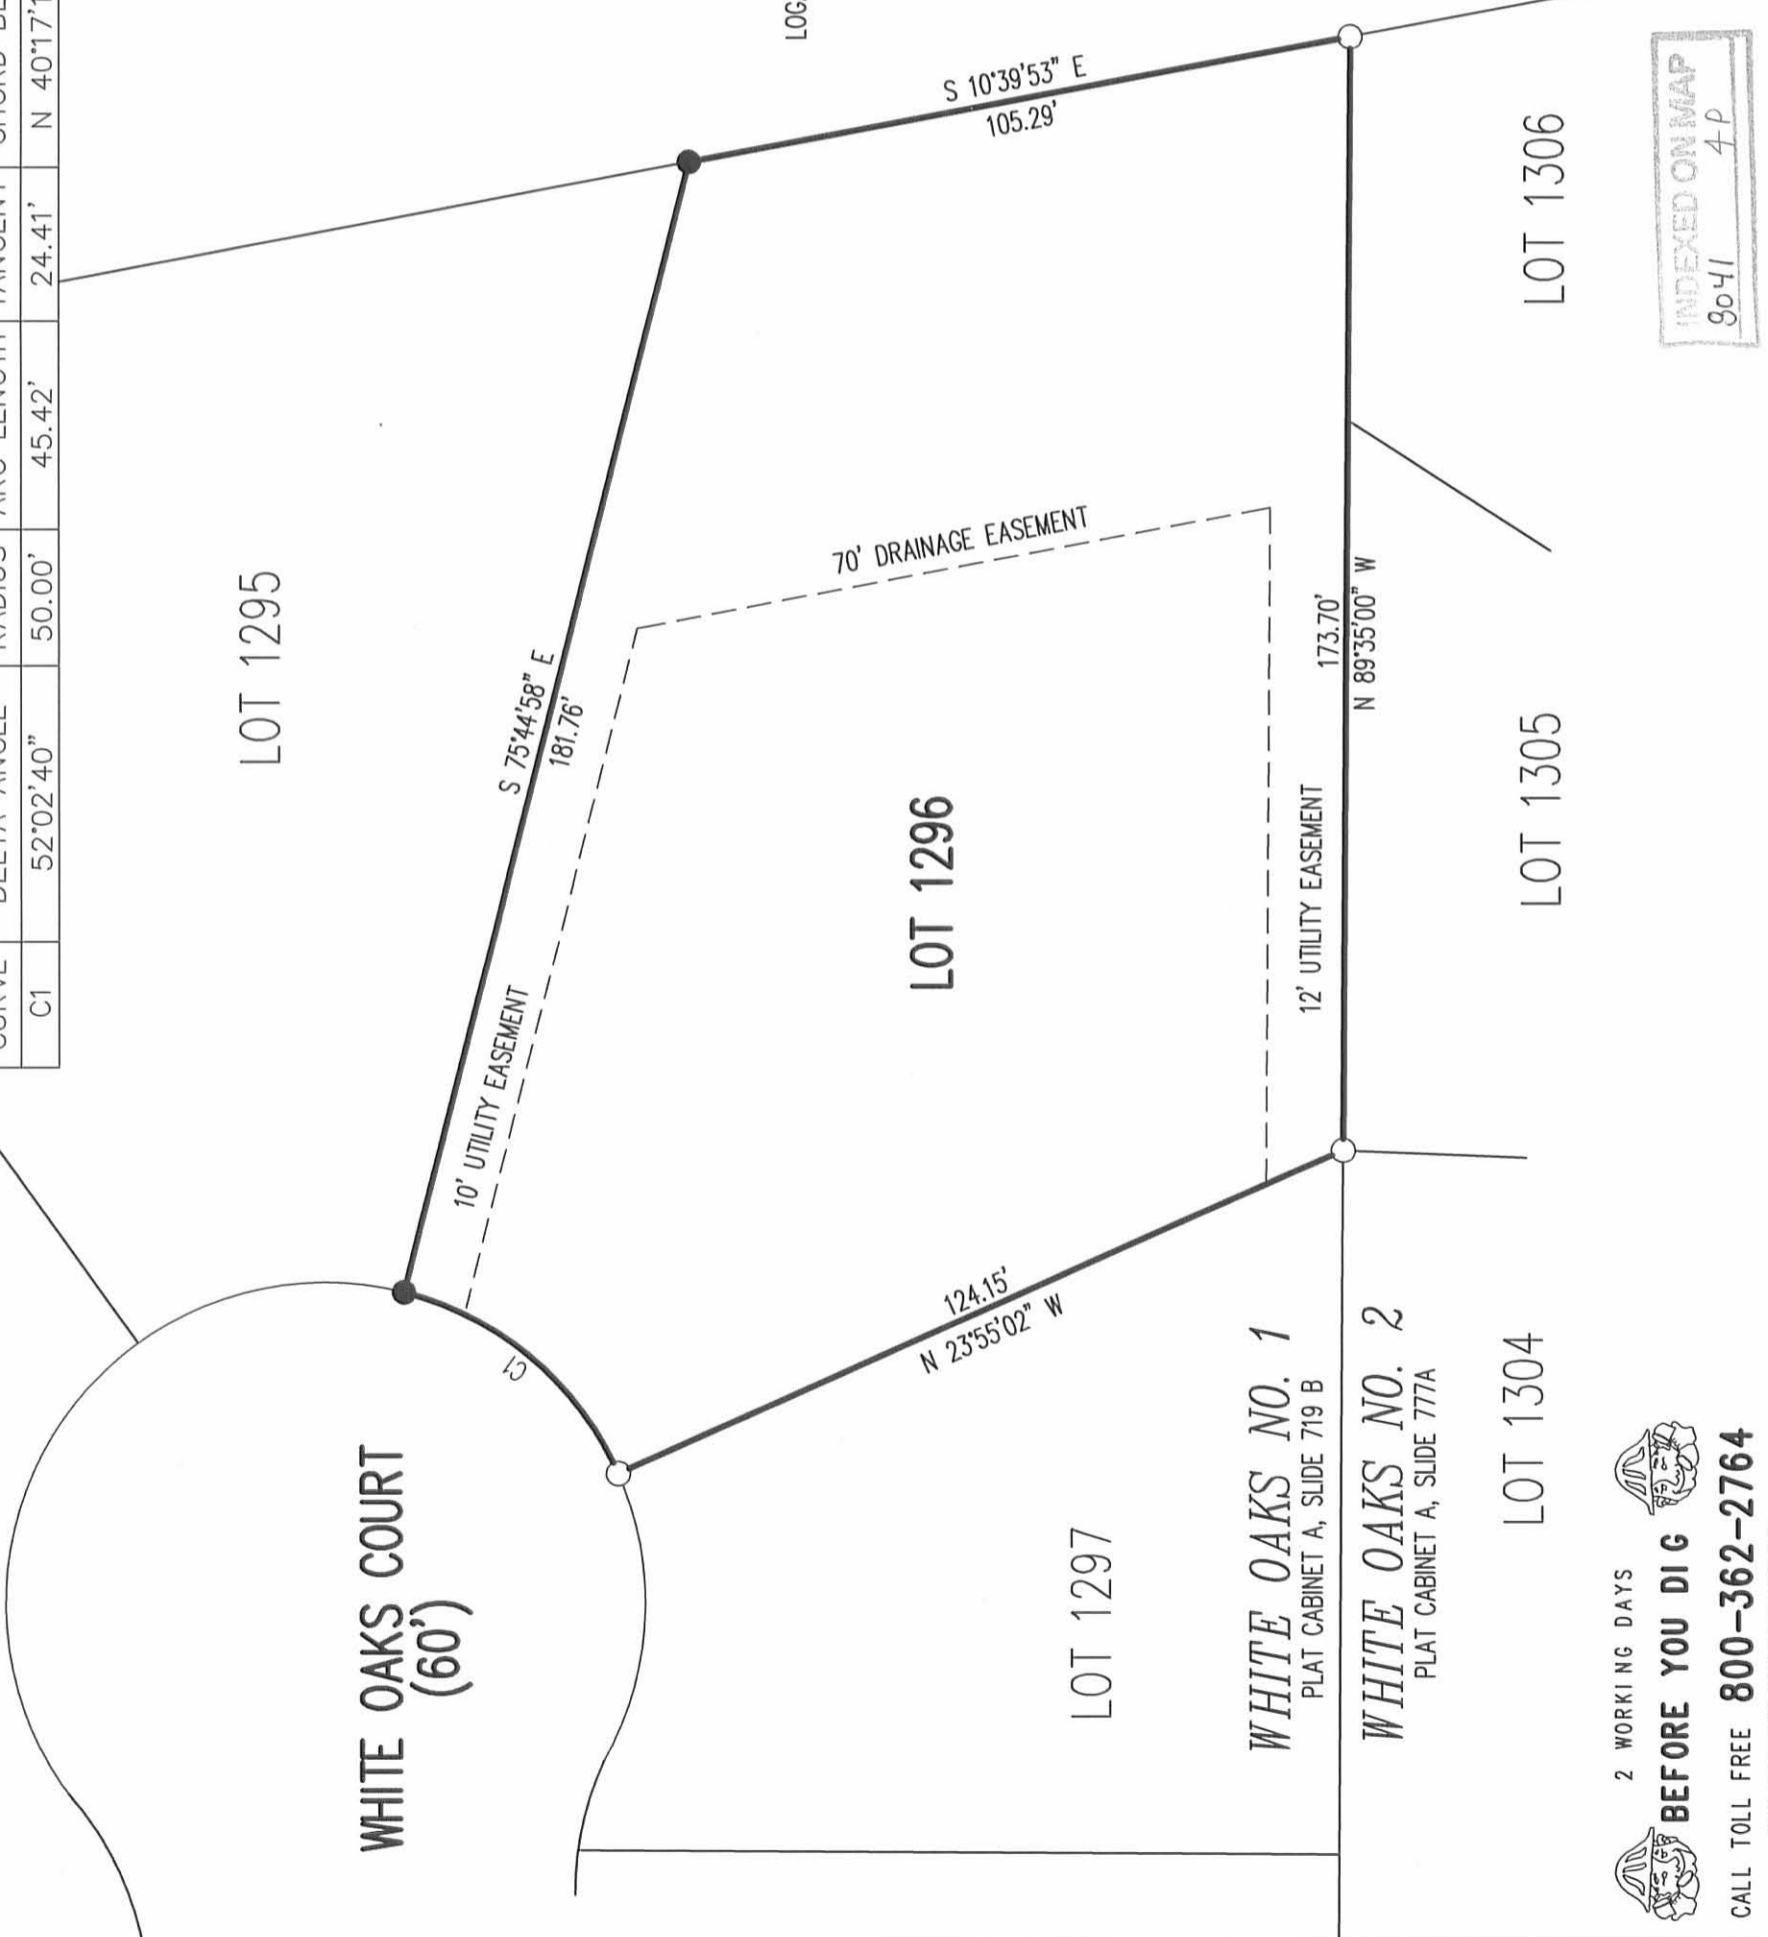 C1 52°02'40" 50.00' 45.42' 24.41' N 40°17'1
LOT 1295
S 75°44'58" E
181.76'
10' UTILITY EASEMENT
70' DRAINAGE EASEMENT
S 10°39'53" E
105.29'
LOT 1296
C1
WHITE OAKS COURT
(60')
124.15'
N 23°55'02" W
12' UTILITY EASEMENT
173.70'
N 89°35'00" W
LOT 1297
WHITE OAKS NO. 1
PLAT CABINET A, SLIDE 719 B
WHITE OAKS NO. 2
PLAT CABINET A, SLIDE 777A
LOT 1304
LOT 1305
LOT 1306
2 WORKING DAYS
BEFORE YOU DIG
CALL TOLL FREE 800-362-2764
INDEXED ON MAP
9041 4-P